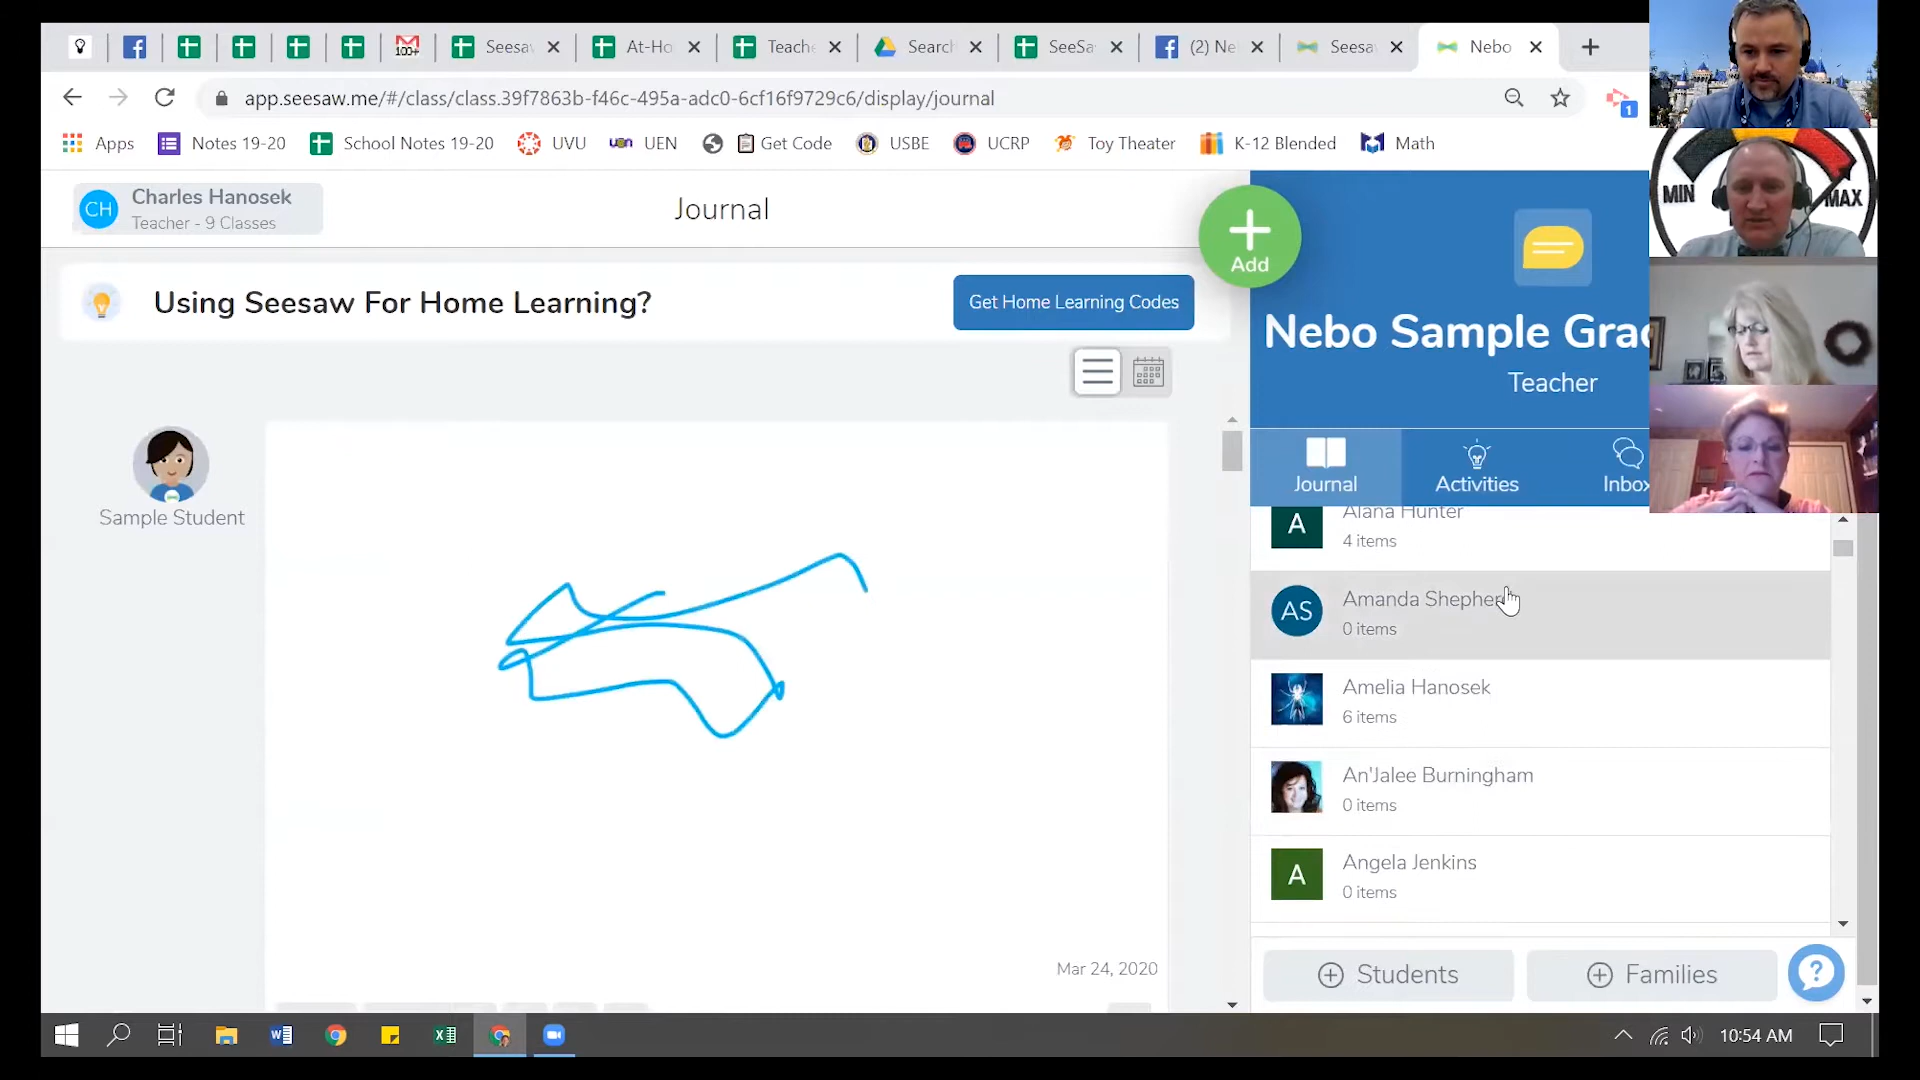 100+
Seesa
At-Ho
Teache
Search
SeeSa
(2) Ne
Seesa
Nebo
app.seesaw.me/#/class/class.39f7863b-f46c-495a-adc0-6cf16f9729c6/display/journal
1
Apps
Notes 19-20
School Notes 19-20
UVU
UEN
Get Code
USBE
UCRP
Toy Theater
K-12 Blended
Math
MIN
MAX
CH
Charles Hanosek
Teacher - 9 Classes
Journal
Add
Using Seesaw For Home Learning?
Get Home Learning Codes
Nebo Sample Grad
Teacher
Journal
Activities
Inbox
Sample Student
A
Alana Hunter
4 items
AS
Amanda Shepher
0 items
Amelia Hanosek
6 items
An'Jalee Burningham
0 items
A
Angela Jenkins
0 items
Mar 24, 2020
Students
Families
10:54 AM